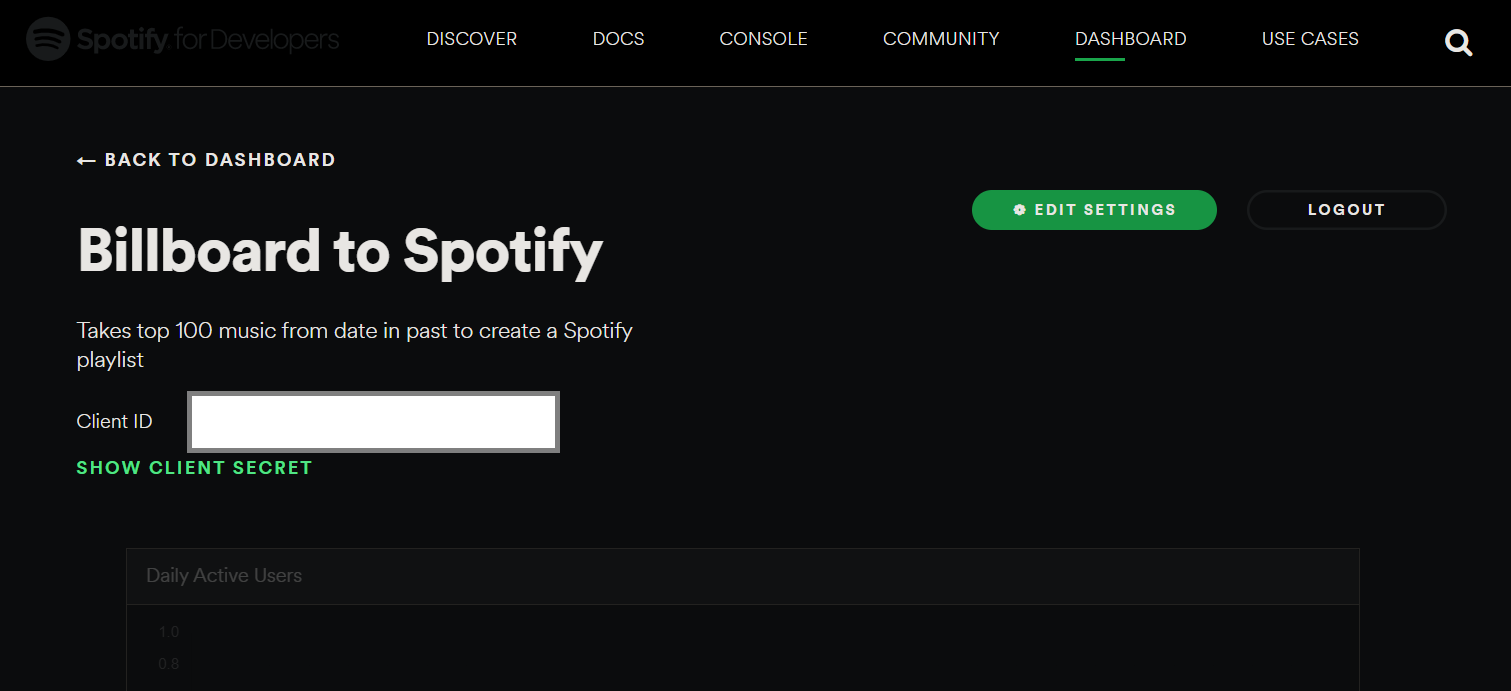 Spotify for Developers
DISCOVER
DOCS
CONSOLE
COMMUNITY
DASHBOARD
USE CASES
← BACK TO DASHBOARD
EDIT SETTINGS
LOGOUT
Billboard to Spotify
Takes top 100 music from date in past to create a Spotify
playlist
Client ID
SHOW CLIENT SECRET
Daily Active Users
1.0
0.8